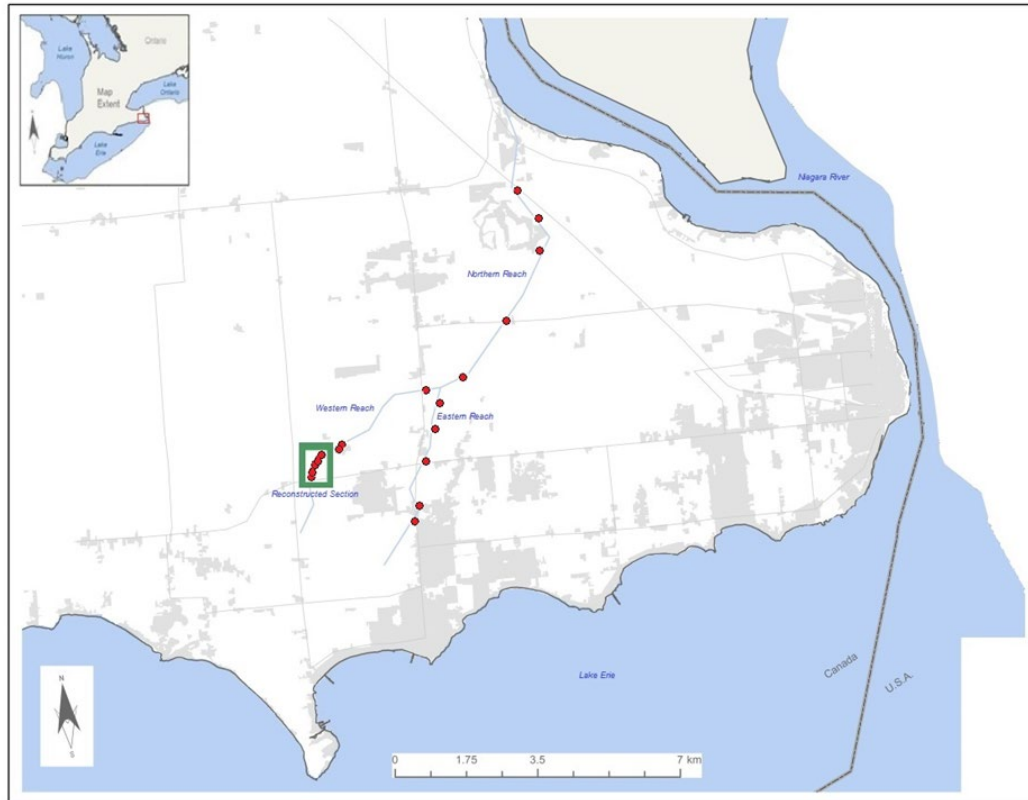 Lake
Huron
Ontario
Map
Extent
Lake
Ontario
N
Lake
Erie
Niagara River
Northern Reach
Western Reach
Eastern Reach
Reconstructed Section
N
S
Lake Erie
Canada
U.S.A.
0 1.75 3.5 7 km